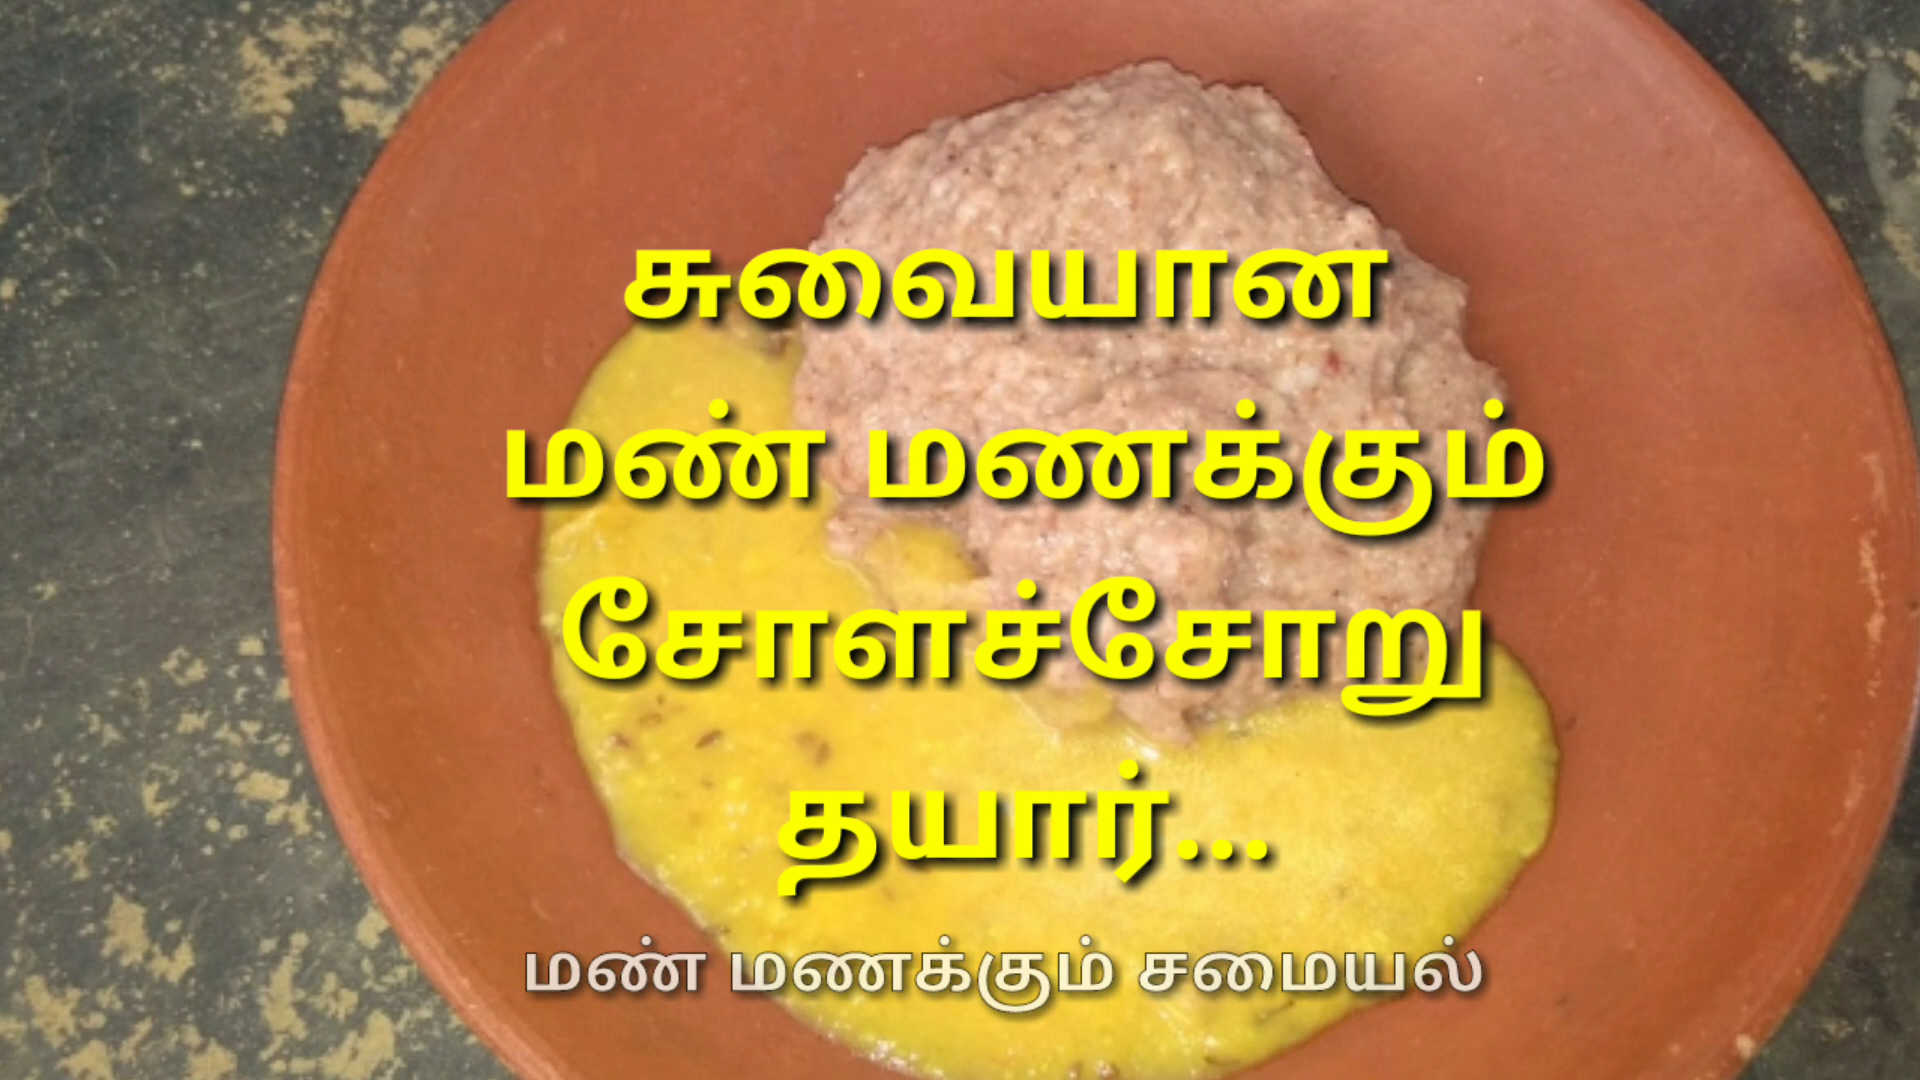 சுவையான
மண் மணக்கும்
சோளச்சோறு
தயார்...
மண் மணக்கும் சமையல்